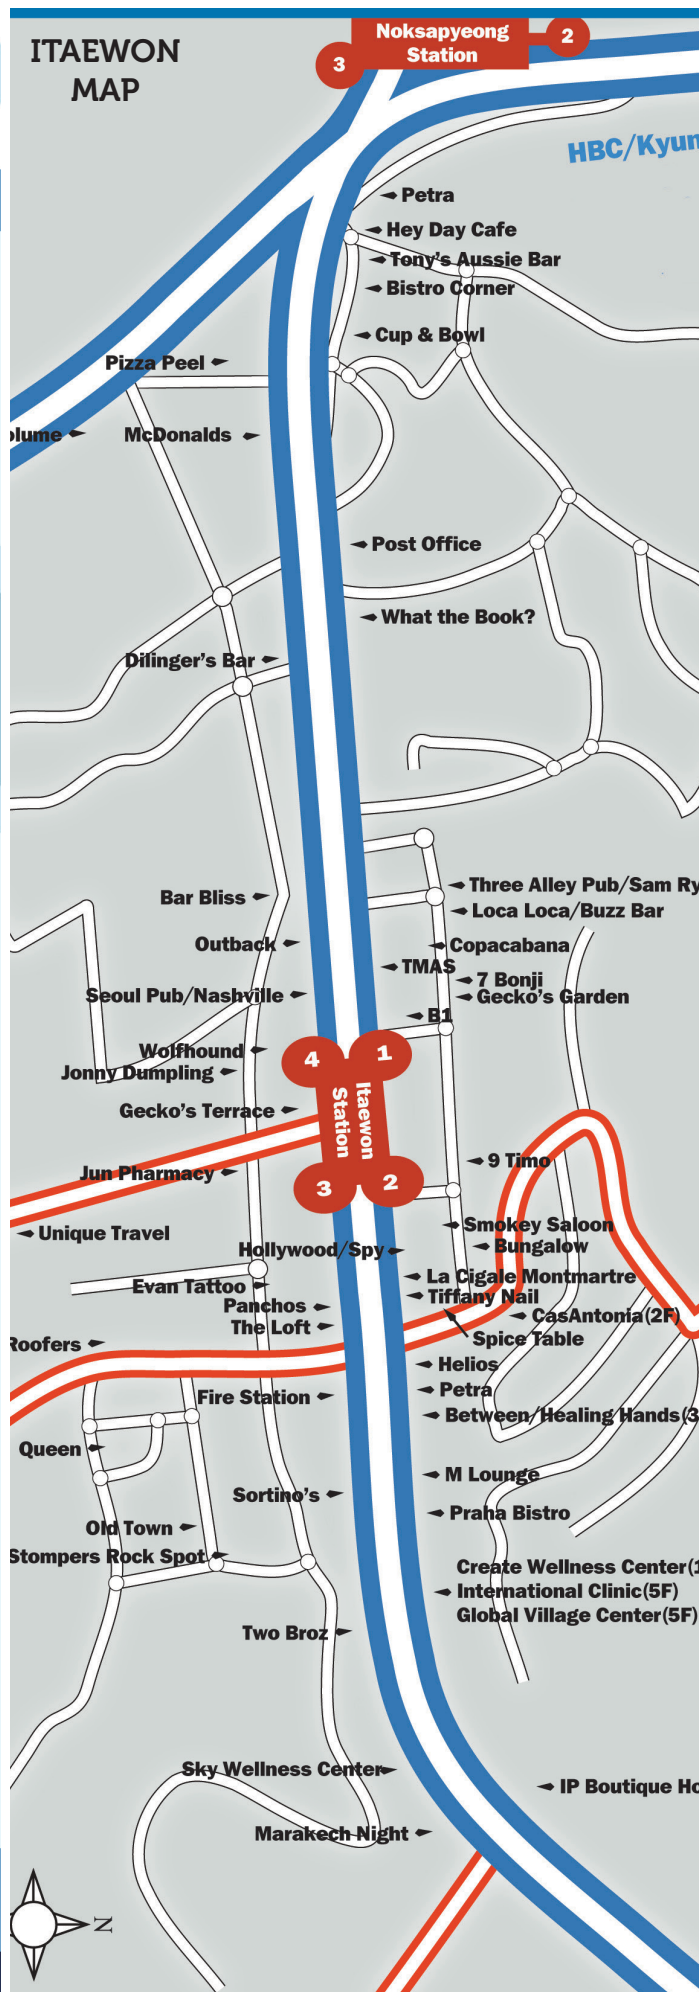 ITAEWON
MAP
Noksapyeong
Station
2
3
HBC/Kyun
Petra
Hey Day Cafe
Tony's Aussie Bar
Bistro Corner
Cup & Bowl
Pizza Peel
olume
McDonalds
Post Office
What the Book?
Dilinger's Bar
Three Alley Pub/Sam Ry
Bar Bliss
Loca Loca/Buzz Bar
Outback
Copacabana
TMAS
7 Bonji
Seoul Pub/Nashville
Gecko's Garden
B1
Wolfhound
4
1
Jonny Dumpling
Itaewon
Station
Gecko's Terrace
9 Timo
Jun Pharmacy
3
2
Smokey Saloon
Unique Travel
Bungalow
Hollywood/Spy
La Cigale Montmartre
Evan Tattoo
Tiffany Nail
Panchos
CasAntonia(2F)
The Loft
Spice Table
Roofers
Helios
Petra
Fire Station
Between/Healing Hands(3
Queen
M Lounge
Sortino's
Praha Bistro
Old Town
Stompers Rock Spot
Create Wellness Center(1
International Clinic(5F)
Global Village Center(5F)
Two Broz
Sky Wellness Center
IP Boutique Ho
Marakech Night
N